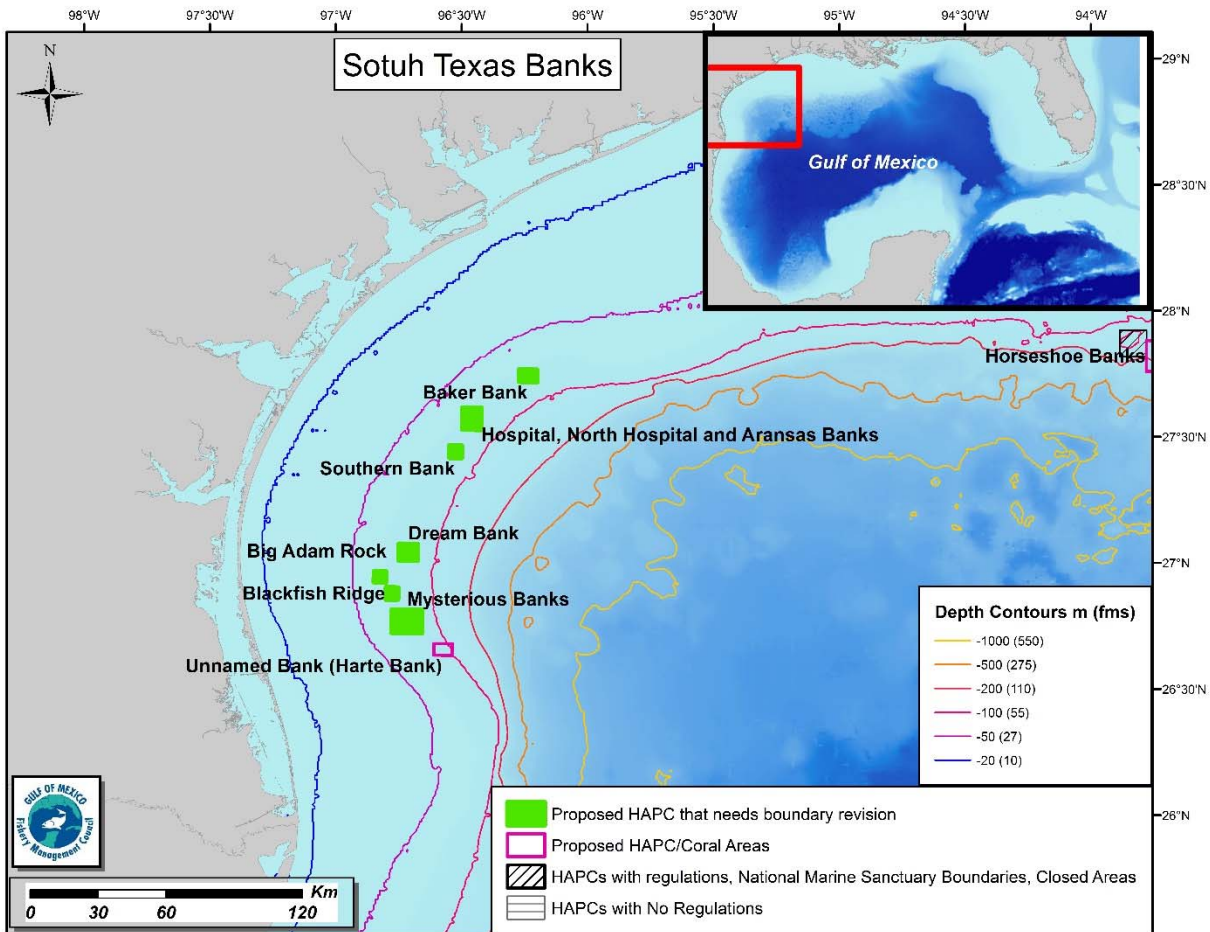 98°W
97°W
96°30'W
96°W
95°30'W
95°W
94°30'W
94°W
N
Sotuh Texas Banks
29°N
Gulf of Mexico
28°30'N
28°N
Horseshoe Banks
Baker Bank
Hospital, North Hospital and Aransas Banks
27°30'N
Southern Bank
Dream Bank
Big Adam Rock
27°N
Blackfish Ridge
Mysterious Banks
Unnamed Bank (Harte Bank)
26°30'N
26°N
Depth Contours m (fms)
-1000 (550)
-500 (275)
-200 (110)
-100 (55)
-50 (27)
-20 (10)
GULF OF MEXICO
Fishery Management Council
Proposed HAPC that needs boundary revision
Proposed HAPC/Coral Areas
HAPCs with regulations, National Marine Sanctuary Boundaries, Closed Areas
HAPCs with No Regulations
Km
0 30 60 120